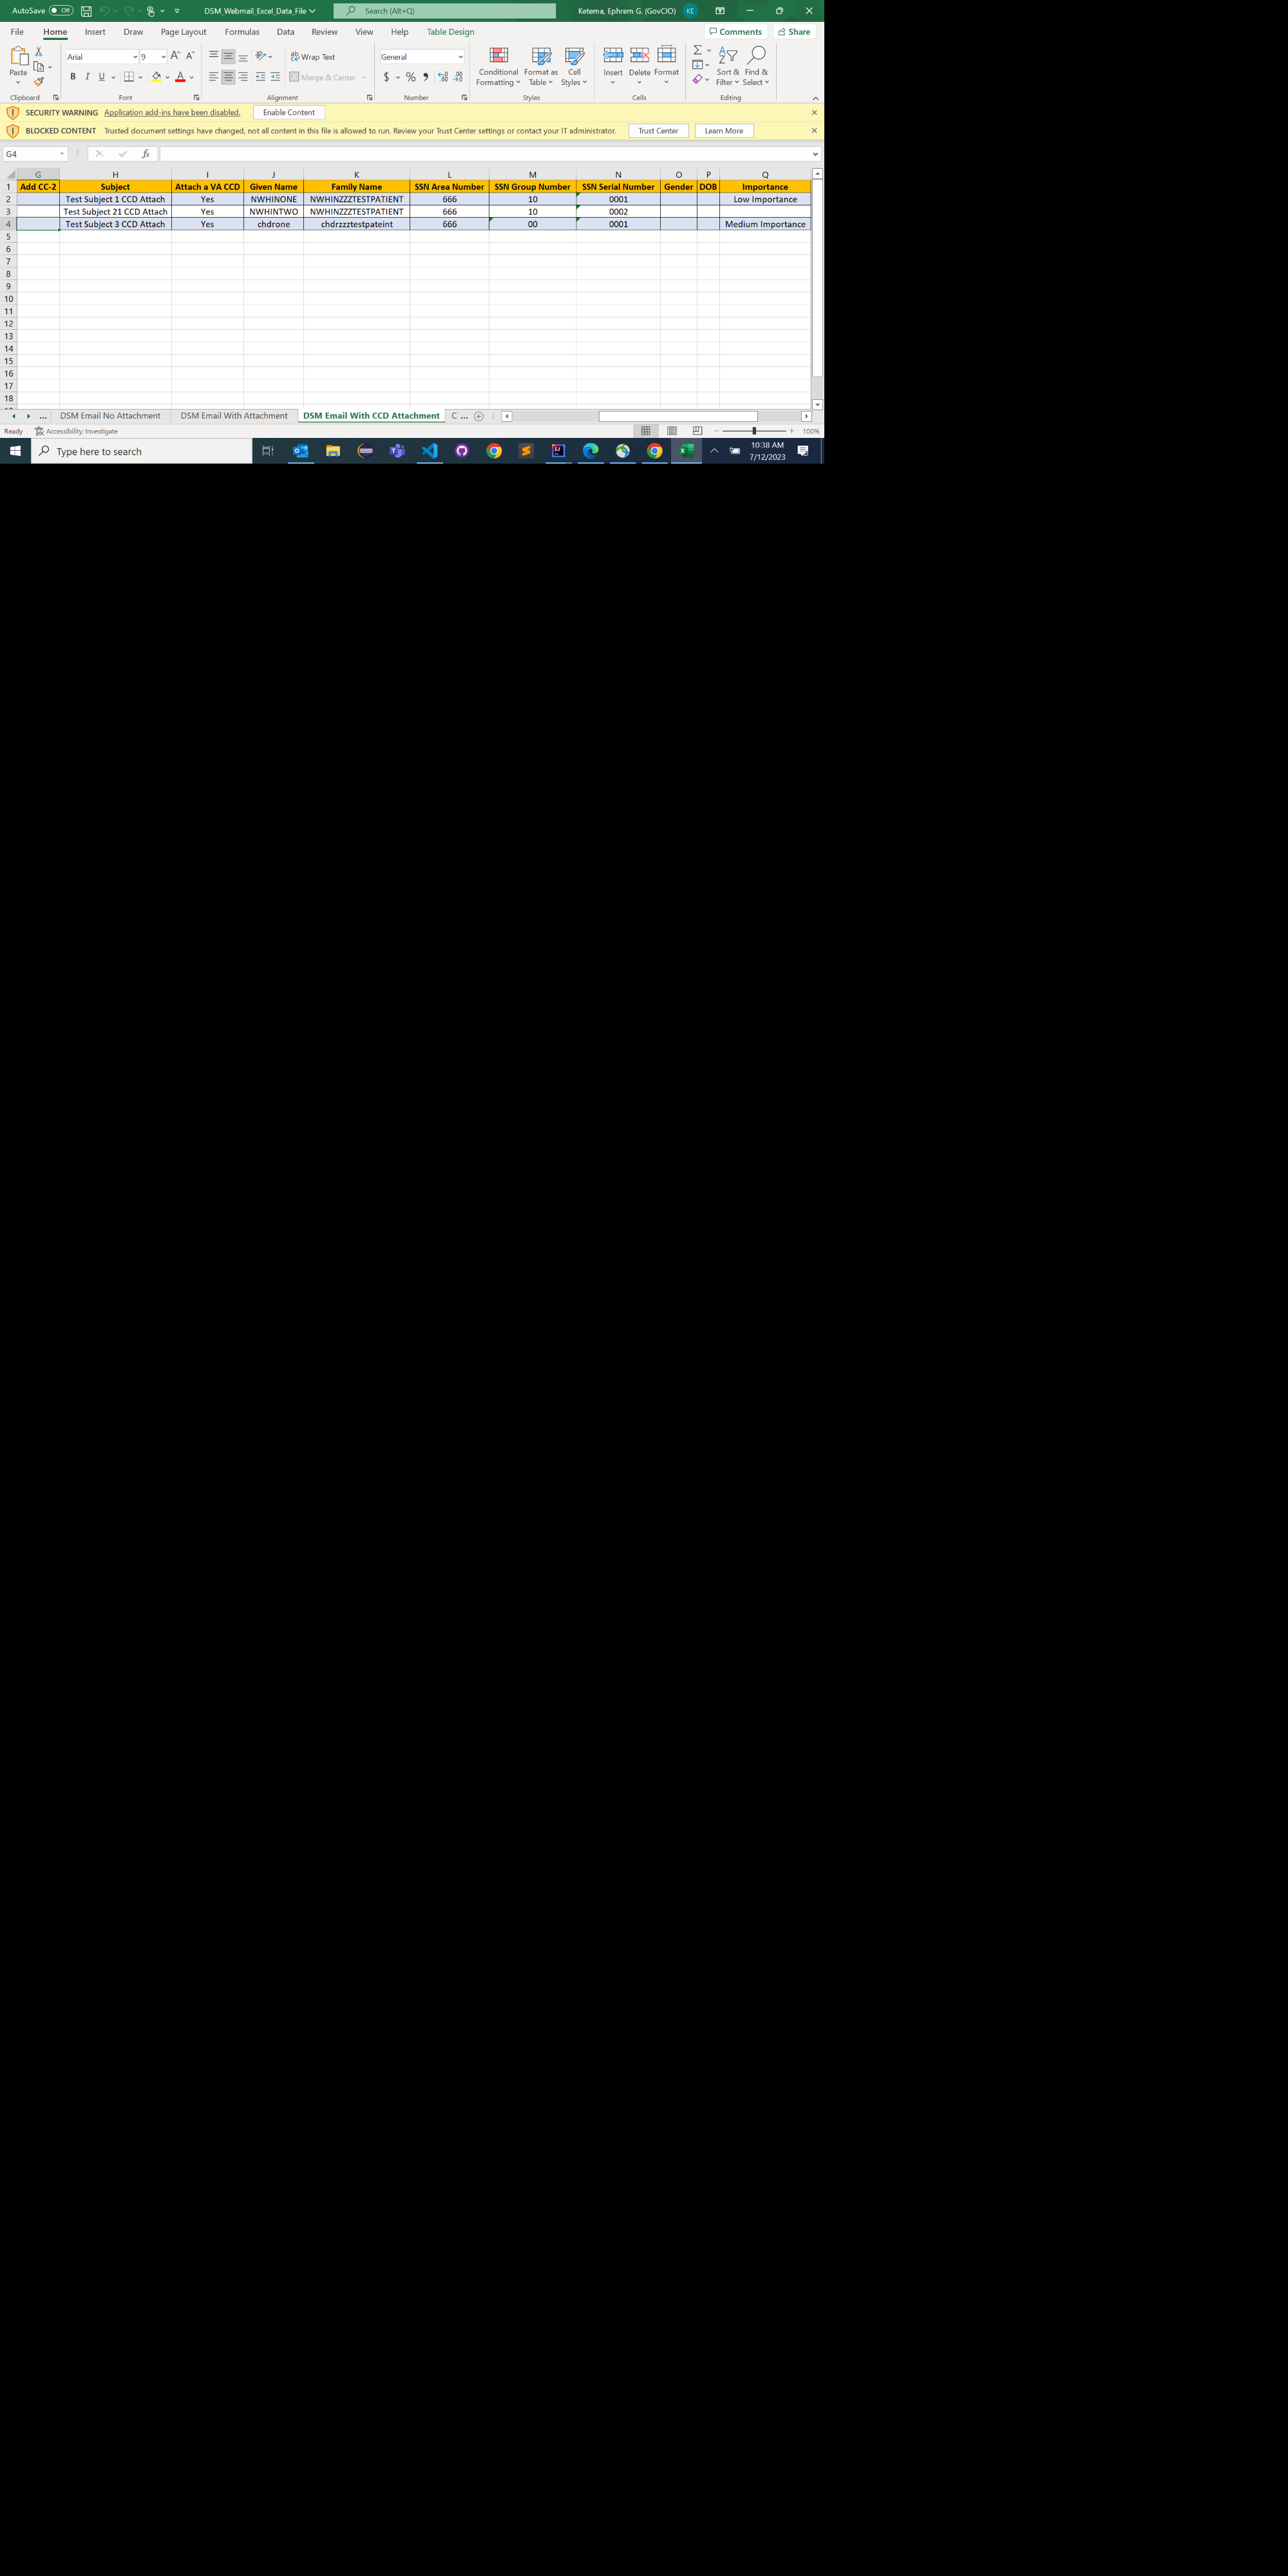 AutoSave Off DSM_Webmail_Excel_Data_File Search (Alt+Q) Ketema, Ephrem G. (GovCIO) KE
File Home Insert Draw Page Layout Formulas Data Review View Help Table Design Comments Share
Paste Arial 9 Wrap Text General Conditional Formatting Format as Table Cell Styles Insert Delete Format Sort & Filter Find & Select
B I U Merge & Center $ %
Clipboard Font Alignment Number Styles Cells Editing
SECURITY WARNING Application add-ins have been disabled. Enable Content
BLOCKED CONTENT Trusted document settings have changed, not all content in this file is allowed to run. Review your Trust Center settings or contact your IT administrator. Trust Center Learn More
G4 fx
G H I J K L M N O P Q
1 Add CC-2 Subject Attach a VA CCD Given Name Family Name SSN Area Number SSN Group Number SSN Serial Number Gender DOB Importance
2 Test Subject 1 CCD Attach Yes NWHINONE NWHINZZZTESTPATIENT 666 10 0001 Low Importance
3 Test Subject 21 CCD Attach Yes NWHINTWO NWHINZZZTESTPATIENT 666 10 0002
4 Test Subject 3 CCD Attach Yes chdrone chdrzzztestpateint 666 00 0001 Medium Importance
5
6
7
8
9
10
11
12
13
14
15
16
17
18
... DSM Email No Attachment DSM Email With Attachment DSM Email With CCD Attachment C ...
Ready Accessibility: Investigate 100%
Type here to search 10:38 AM
7/12/2023